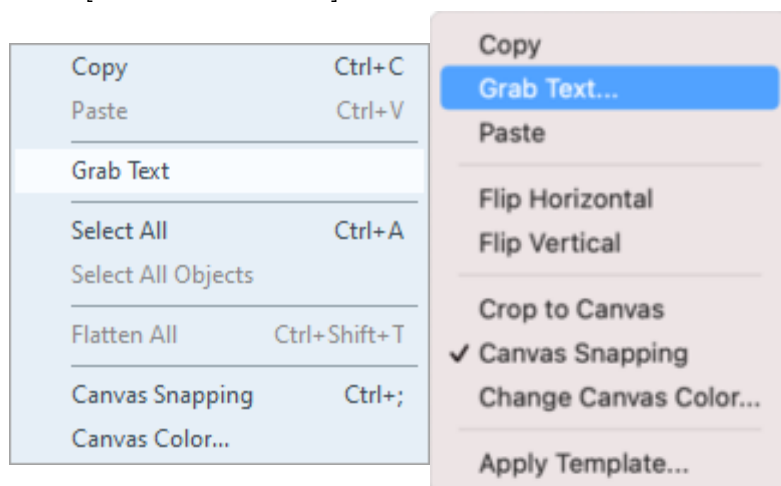 Copy Ctrl+C
Paste Ctrl+V
Grab Text
Select All Ctrl+A
Select All Objects
Flatten All Ctrl+Shift+T
Canvas Snapping Ctrl+;
Canvas Color...
Copy
Grab Text...
Paste
Flip Horizontal
Flip Vertical
Crop to Canvas
✓ Canvas Snapping
Change Canvas Color...
Apply Template...